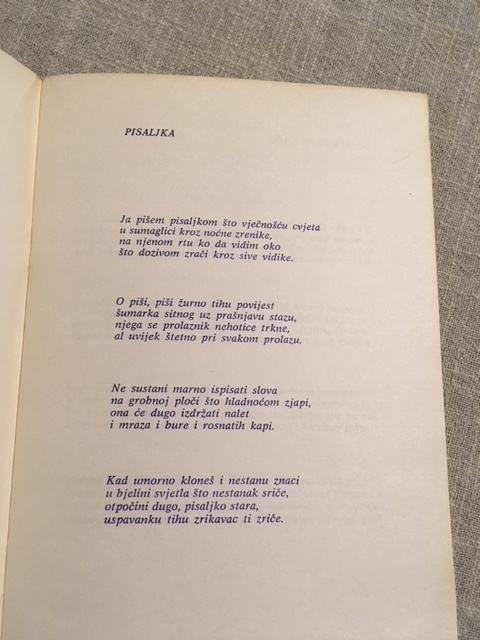 PISALJKA
Ja pišem pisaljkom što vječnošću cvjeta
u sumaglici kroz noćne zrenike,
na njenom rtu ko da vidim oko
što dozivom zrači kroz sive vidike.
O piši, piši žurno tihu povijest
šumarka sitnog uz prašnjavu stazu,
njega se prolaznik nehotice trkne,
al uvijek štetno pri svakom prolazu.
Ne sustani marno ispisati slova
na grobnoj ploči što hladnoćom zjapi,
ona će dugo izdržati nalet
i mraza i bure i rosnatih kapi.
Kad umorno kloneš i nestanu znaci
u bjelini svjetla što nestanak sriče,
otpočini dugo, pisaljko stara,
uspavanku tihu zrikavac ti zriče.